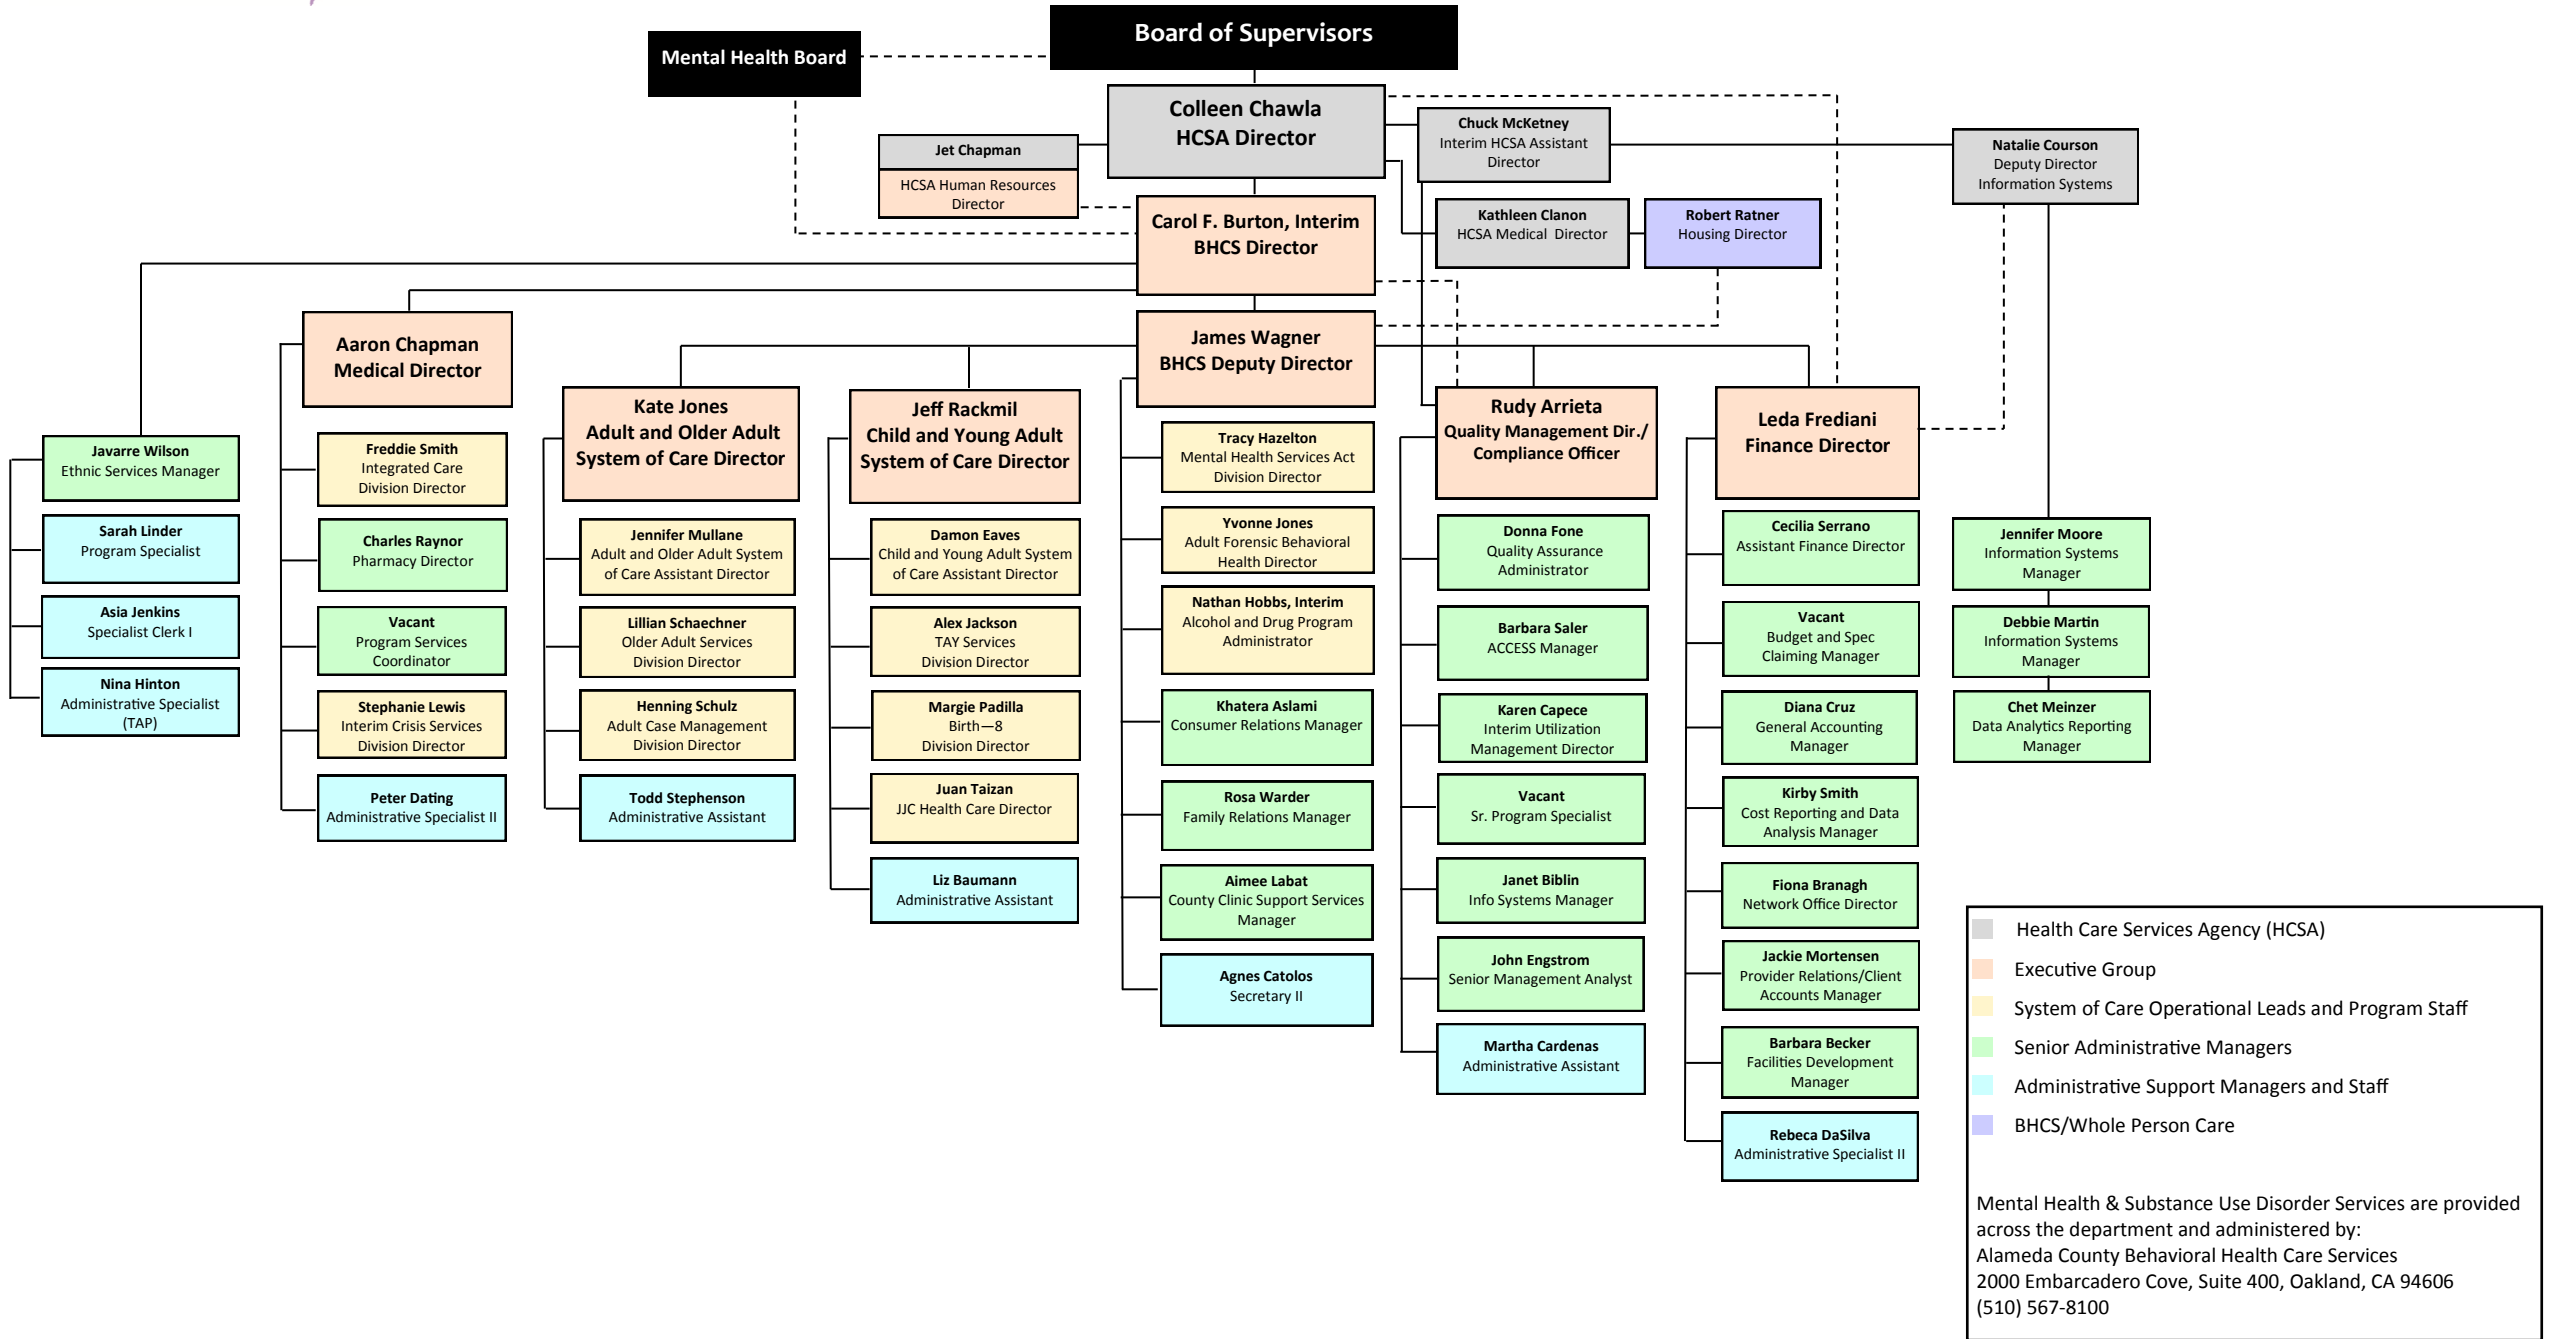 Board of Supervisors
Mental Health Board
Colleen Chawla
HCSA Director
Jet Chapman
HCSA Human Resources
Director
Chuck McKetney
Interim HCSA Assistant
Director
Natalie Courson
Deputy Director
Information Systems
Carol F. Burton, Interim
BHCS Director
Kathleen Clanon
HCSA Medical  Director
Robert Ratner
Housing Director
James Wagner
BHCS Deputy Director
Aaron Chapman
Medical Director
Kate Jones
Adult and Older Adult
System of Care Director
Jeff Rackmil
Child and Young Adult
System of Care Director
Rudy Arrieta
Quality Management Dir./
Compliance Officer
Leda Frediani
Finance Director
Javarre Wilson
Ethnic Services Manager
Sarah Linder
Program Specialist
Asia Jenkins
Specialist Clerk I
Nina Hinton
Administrative Specialist
(TAP)
Freddie Smith
Integrated Care
Division Director
Charles Raynor
Pharmacy Director
Vacant
Program Services
Coordinator
Stephanie Lewis
Interim Crisis Services
Division Director
Peter Dating
Administrative Specialist II
Jennifer Mullane
Adult and Older Adult System
of Care Assistant Director
Lillian Schaechner
Older Adult Services
Division Director
Henning Schulz
Adult Case Management
Division Director
Todd Stephenson
Administrative Assistant
Damon Eaves
Child and Young Adult System
of Care Assistant Director
Alex Jackson
TAY Services
Division Director
Margie Padilla
Birth—8
Division Director
Juan Taizan
JJC Health Care Director
Liz Baumann
Administrative Assistant
Tracy Hazelton
Mental Health Services Act
Division Director
Yvonne Jones
Adult Forensic Behavioral
Health Director
Nathan Hobbs, Interim
Alcohol and Drug Program
Administrator
Khatera Aslami
Consumer Relations Manager
Rosa Warder
Family Relations Manager
Aimee Labat
County Clinic Support Services
Manager
Agnes Catolos
Secretary II
Donna Fone
Quality Assurance
Administrator
Barbara Saler
ACCESS Manager
Karen Capece
Interim Utilization
Management Director
Vacant
Sr. Program Specialist
Janet Biblin
Info Systems Manager
John Engstrom
Senior Management Analyst
Martha Cardenas
Administrative Assistant
Cecilia Serrano
Assistant Finance Director
Vacant
Budget and Spec
Claiming Manager
Diana Cruz
General Accounting
Manager
Kirby Smith
Cost Reporting and Data
Analysis Manager
Fiona Branagh
Network Office Director
Jackie Mortensen
Provider Relations/Client
Accounts Manager
Barbara Becker
Facilities Development
Manager
Rebeca DaSilva
Administrative Specialist II
Jennifer Moore
Information Systems
Manager
Debbie Martin
Information Systems
Manager
Chet Meinzer
Data Analytics Reporting
Manager
Health Care Services Agency (HCSA)
Executive Group
System of Care Operational Leads and Program Staff
Senior Administrative Managers
Administrative Support Managers and Staff
BHCS/Whole Person Care
Mental Health & Substance Use Disorder Services are provided
across the department and administered by:
Alameda County Behavioral Health Care Services
2000 Embarcadero Cove, Suite 400, Oakland, CA 94606
(510) 567-8100